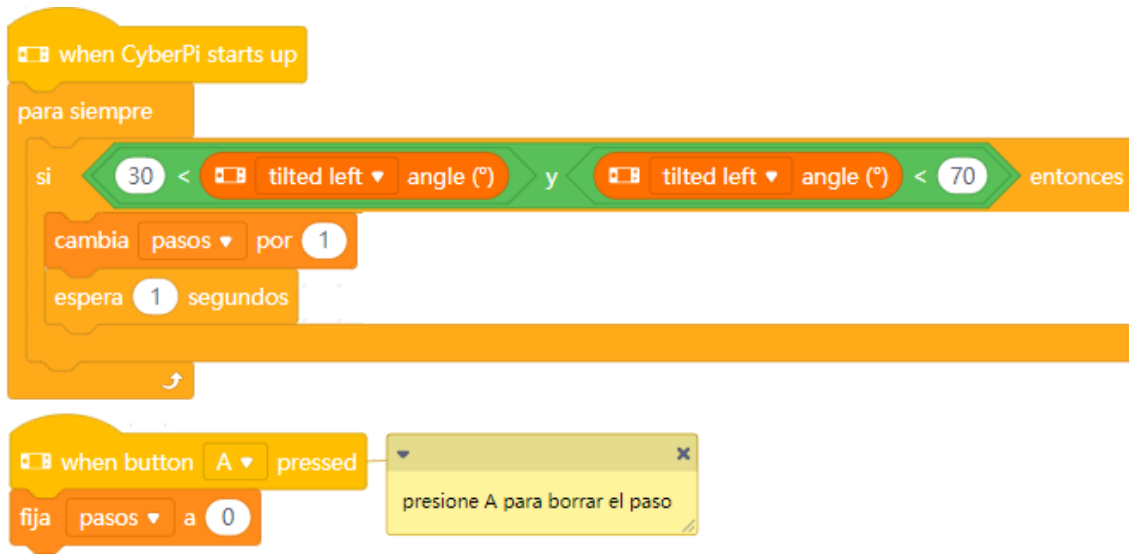 when CyberPi starts up
para siempre
si 30 < tilted left angle (°) y tilted left angle (°) < 70 entonces
cambia pasos por 1
espera 1 segundos
when button A pressed
fija pasos a 0
presione A para borrar el paso